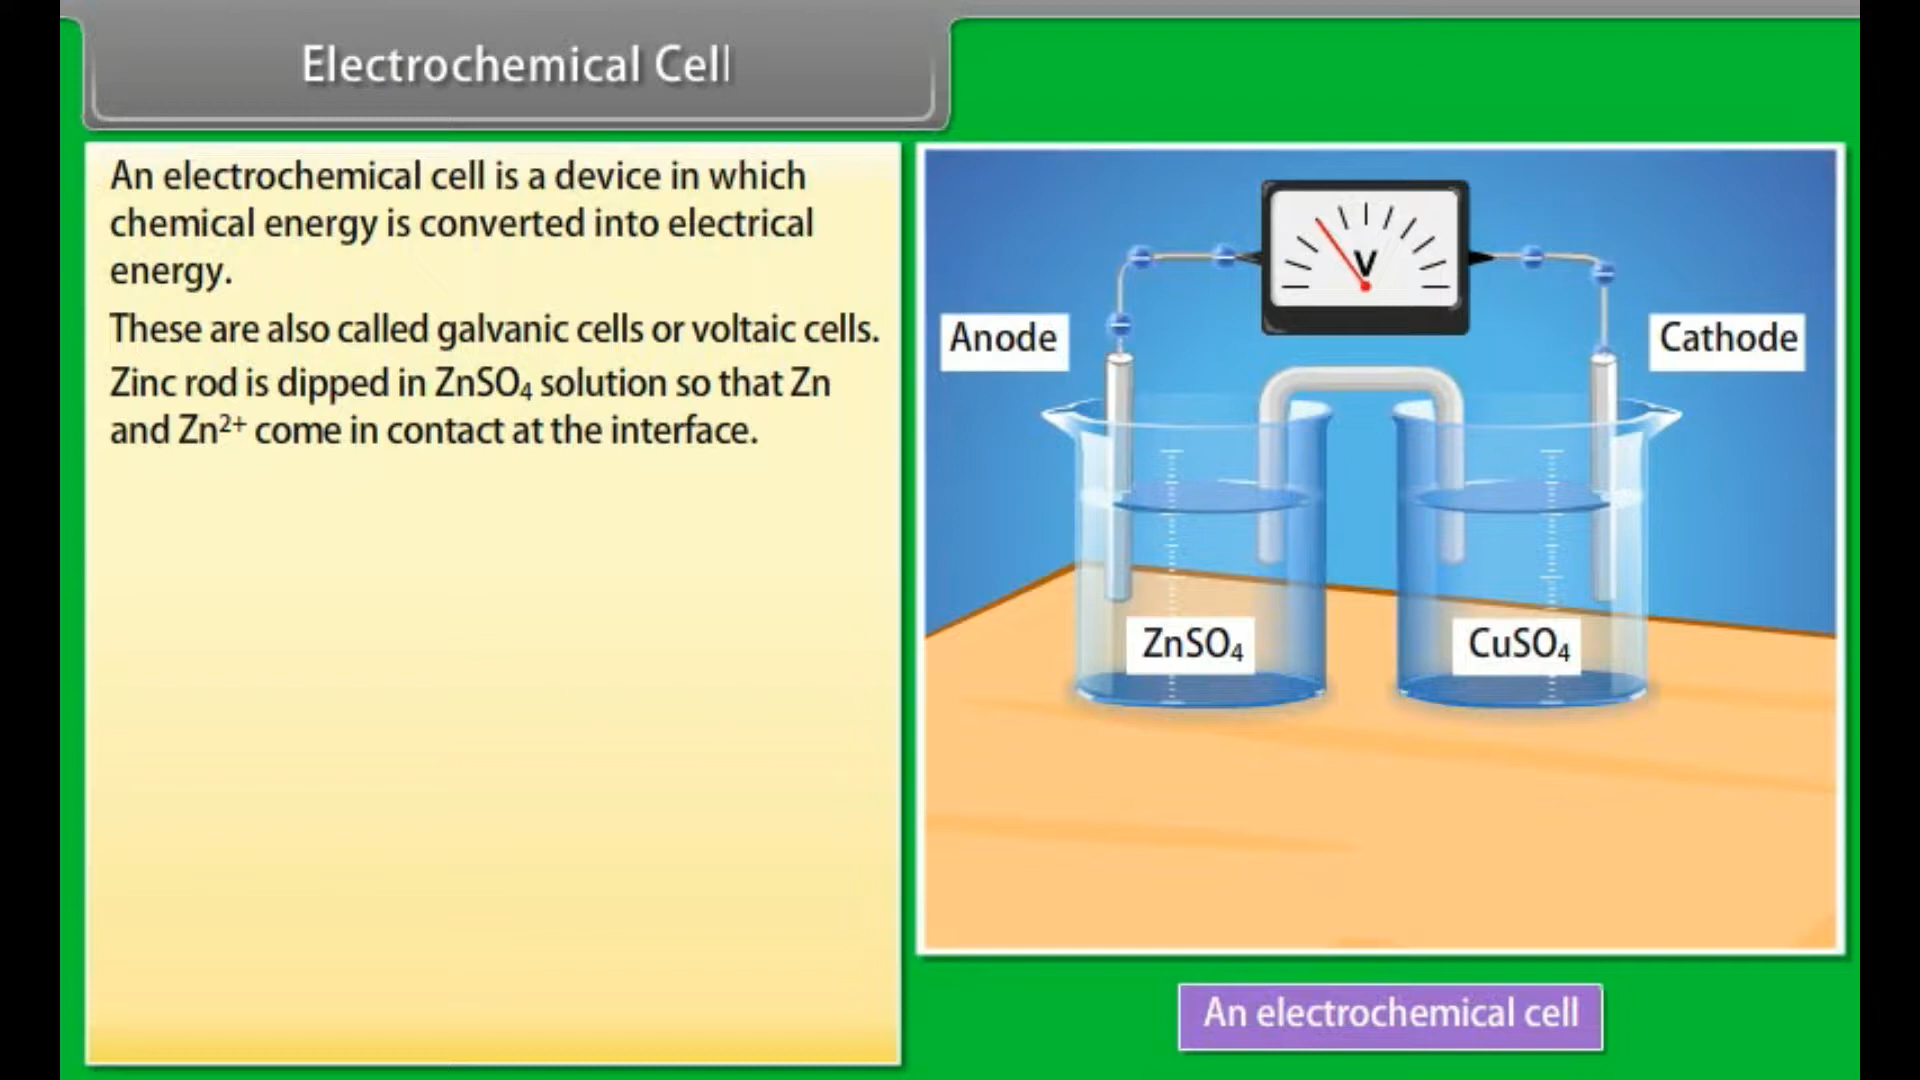 Electrochemical Cell
An electrochemical cell is a device in which
chemical energy is converted into electrical
energy.
These are also called galvanic cells or voltaic cells.
Zinc rod is dipped in ZnSO₄ solution so that Zn
and Zn²⁺ come in contact at the interface.
V
Anode
Cathode
ZnSO₄
CuSO₄
An electrochemical cell